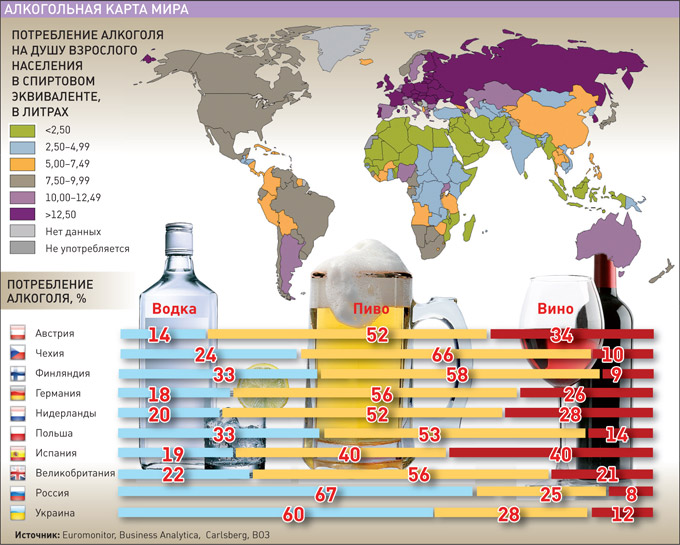 АЛКОГОЛЬНАЯ КАРТА МИРА
ПОТРЕБЛЕНИЕ АЛКОГОЛЯ
НА ДУШУ ВЗРОСЛОГО
НАСЕЛЕНИЯ
В СПИРТОВОМ
ЭКВИВАЛЕНТЕ,
В ЛИТРАХ
<2,50
2,50–4,99
5,00–7,49
7,50–9,99
10,00–12,49
>12,50
Нет данных
Не употребляется
ПОТРЕБЛЕНИЕ
АЛКОГОЛЯ, %
Водка Пиво Вино
Австрия 14 52 34
Чехия 24 66 10
Финляндия 33 58 9
Германия 18 56 26
Нидерланды 20 52 28
Польша 33 53 14
Испания 19 40 40
Великобритания 22 56 21
Россия 67 25 8
Украина 60 28 12
Источник: Euromonitor, Business Analytica, Carlsberg, ВОЗ